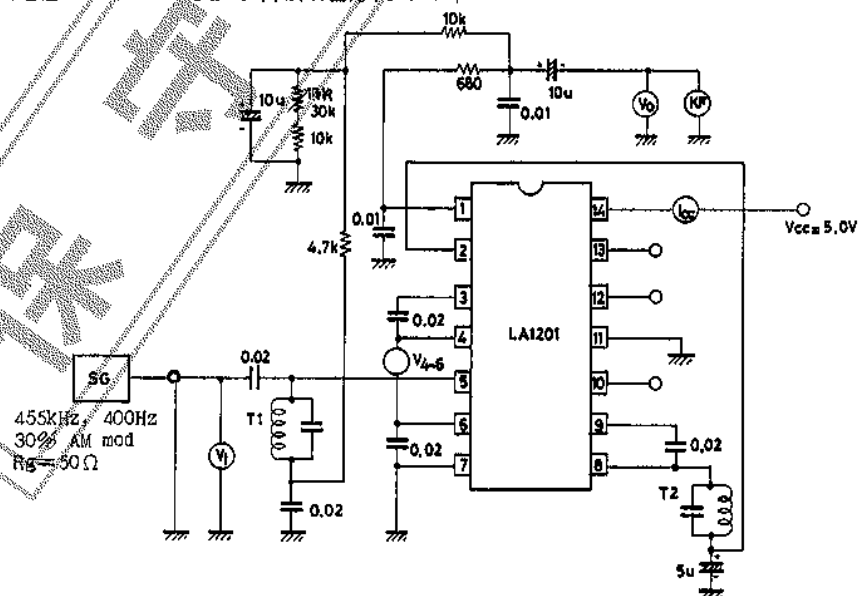 10k
680
10u
0.01
V0
10u
30k
10k
0.01
4.7k
1
2
3
4
5
6
7
14
13
12
11
10
9
8
LA1201
Icc
Vcc=5.0V
0.02
V4~6
0.02
SG
0.02
455kHz, 400Hz
30% AM mod
Rg=50Ω
VI
T1
0.02
0.02
T2
5u